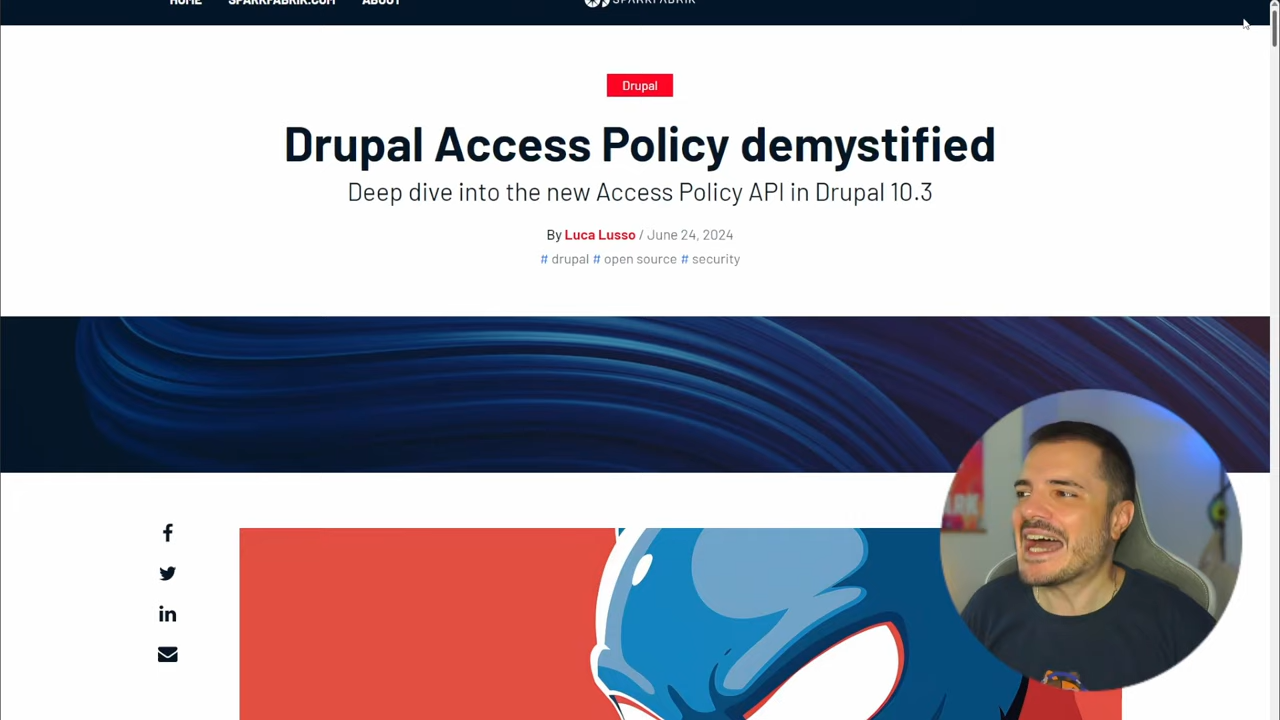 HOME SPARKFABRIK.COM ABOUT SPARKFABRIK
Drupal
Drupal Access Policy demystified
Deep dive into the new Access Policy API in Drupal 10.3
By Luca Lusso / June 24, 2024
# drupal # open source # security